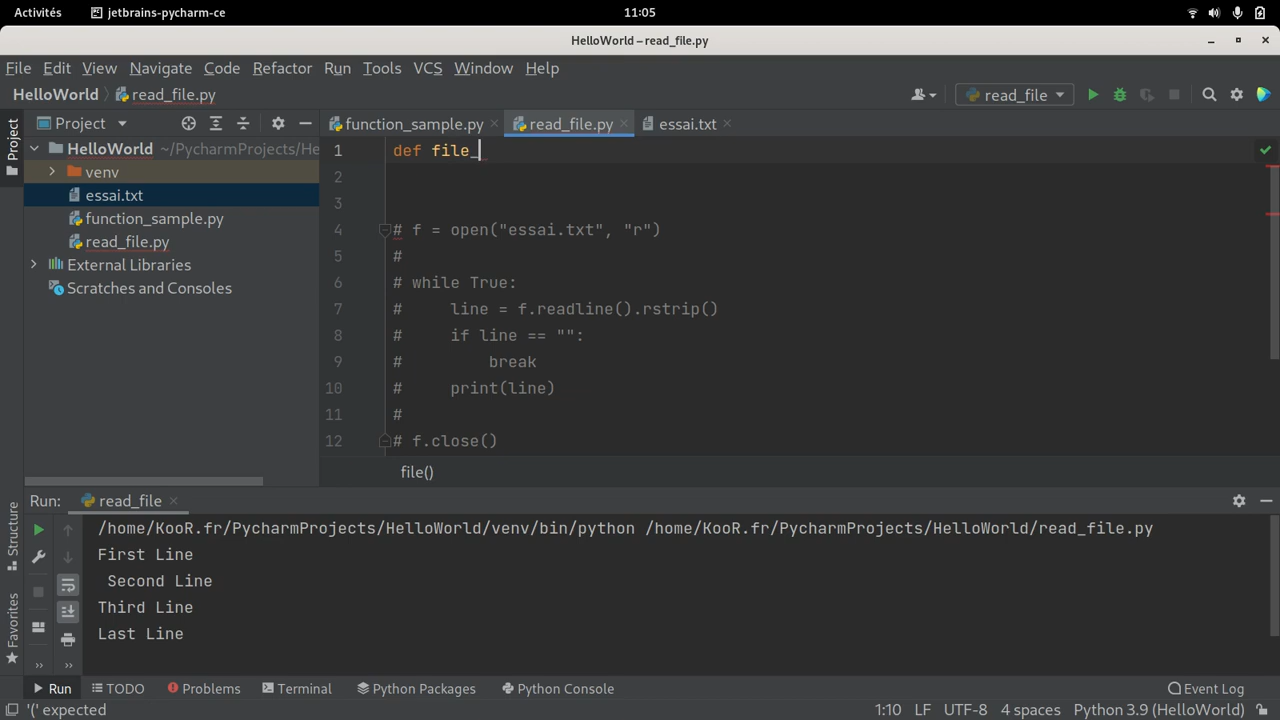 Activités jetbrains-pycharm-ce 11:05
HelloWorld – read_file.py
File Edit View Navigate Code Refactor Run Tools VCS Window Help
HelloWorld read_file.py read_file
Project Project function_sample.py read_file.py essai.txt
HelloWorld ~/PycharmProjects/He
venv
essai.txt
function_sample.py
read_file.py
External Libraries
Scratches and Consoles
1 def file_
2
3
4 # f = open("essai.txt", "r")
5 #
6 # while True:
7 #     line = f.readline().rstrip()
8 #     if line == "":
9 #         break
10 #     print(line)
11 #
12 # f.close()
file()
Structure
Favorites
Run: read_file
/home/KooR.fr/PycharmProjects/HelloWorld/venv/bin/python /home/KooR.fr/PycharmProjects/HelloWorld/read_file.py
First Line
 Second Line
Third Line
Last Line
Run TODO Problems Terminal Python Packages Python Console Event Log
'(' expected 1:10 LF UTF-8 4 spaces Python 3.9 (HelloWorld)